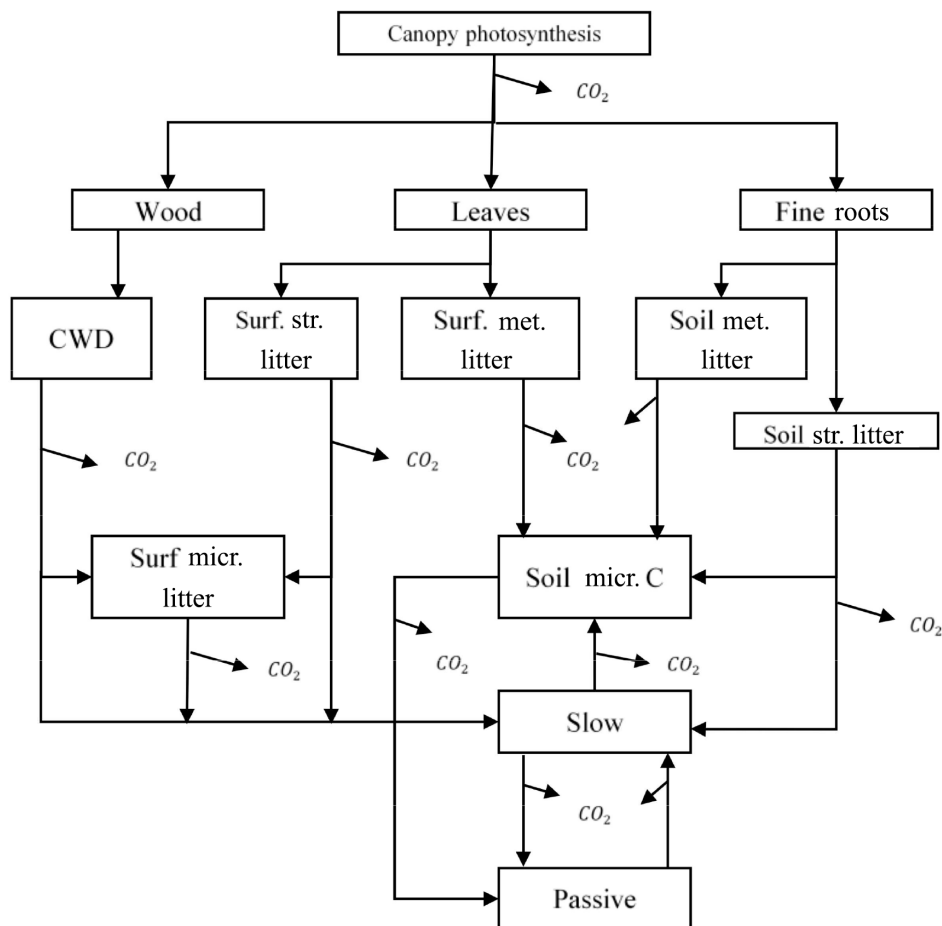 Canopy photosynthesis
CO₂
Wood
Leaves
Fine roots
CWD
Surf. str.
litter
Surf. met.
litter
Soil met.
litter
Soil str. litter
CO₂
CO₂
CO₂
Surf micr.
litter
Soil micr. C
CO₂
CO₂
CO₂
CO₂
Slow
CO₂
Passive